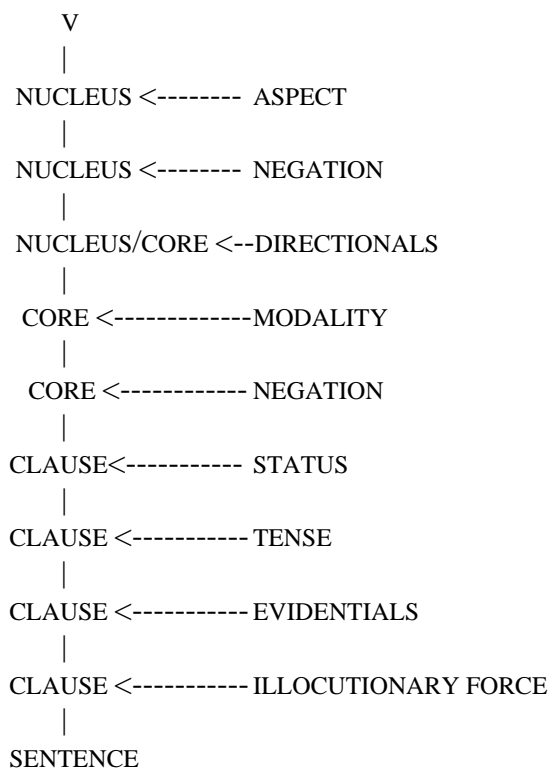 V
|
NUCLEUS <-------- ASPECT
|
NUCLEUS <-------- NEGATION
|
NUCLEUS/CORE <--DIRECTIONALS
|
CORE <-------------MODALITY
|
CORE <------------ NEGATION
|
CLAUSE<----------- STATUS
|
CLAUSE <-----------TENSE
|
CLAUSE <-----------EVIDENTIALS
|
CLAUSE <-----------ILLOCUTIONARY FORCE
|
SENTENCE